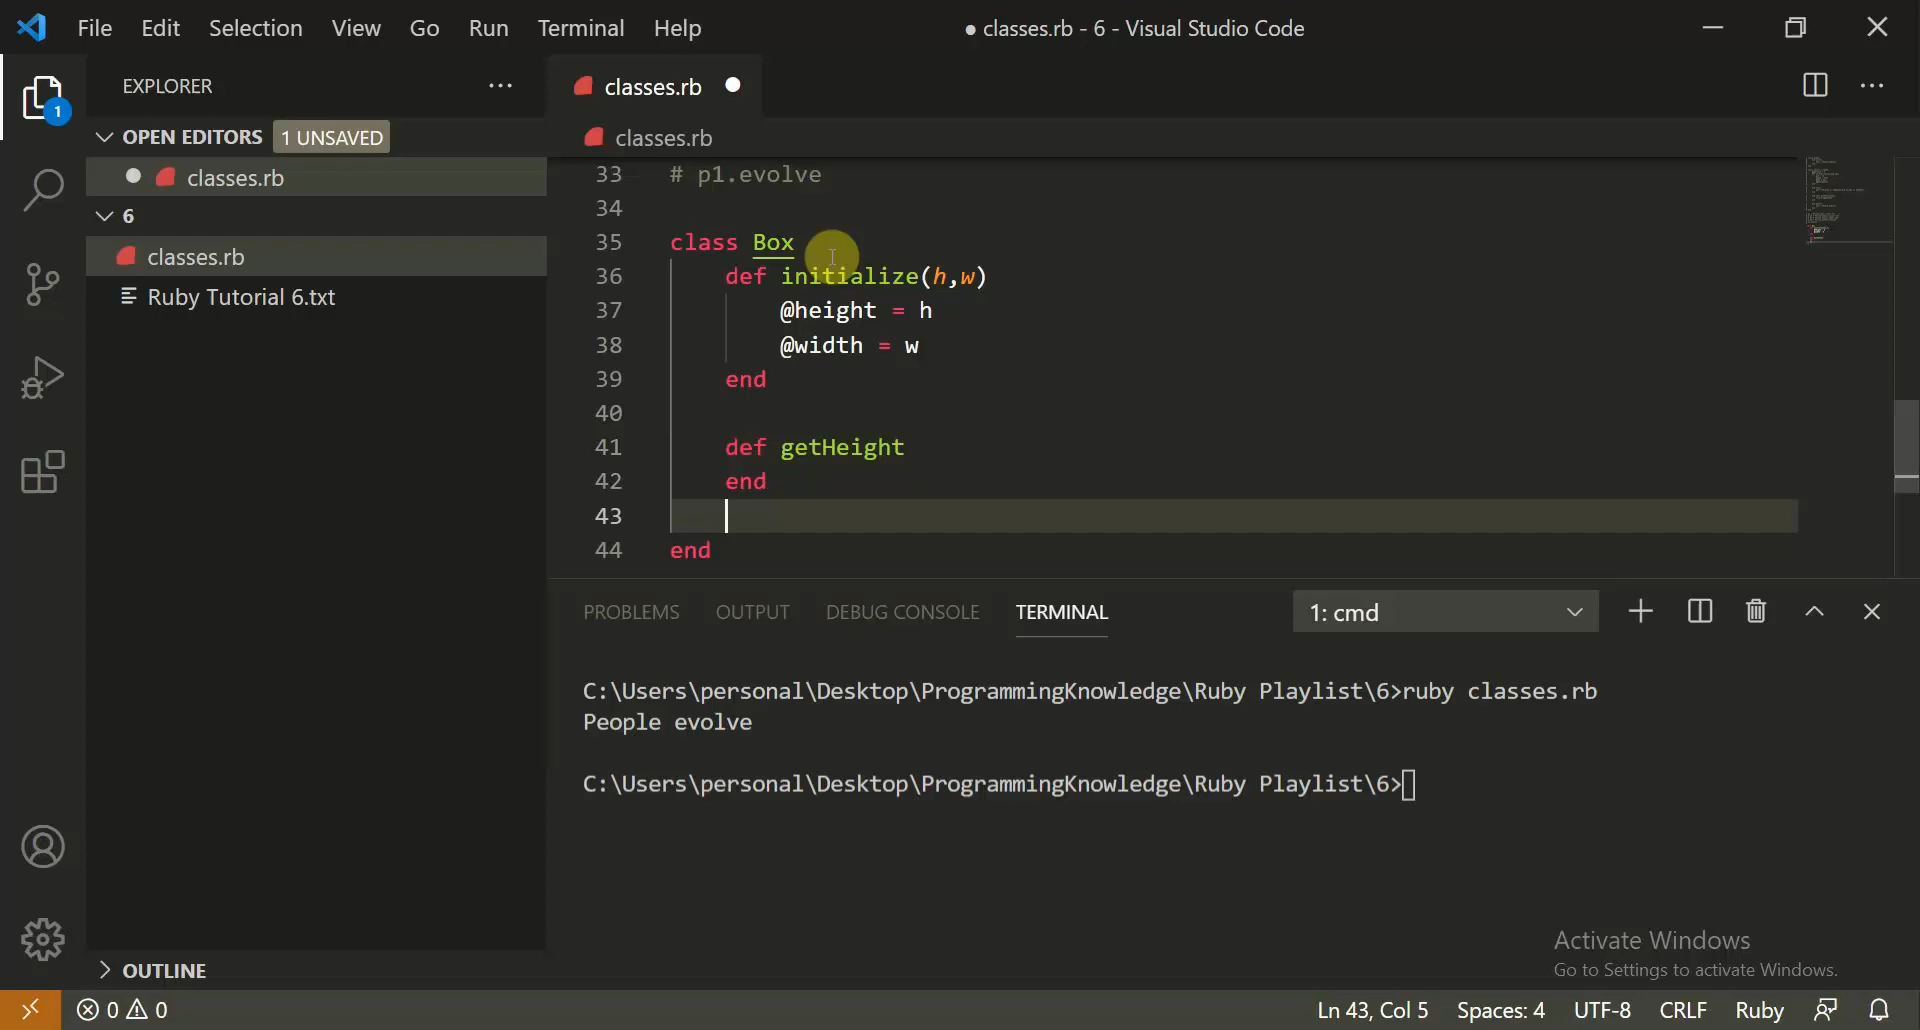 File Edit Selection View Go Run Terminal Help
● classes.rb - 6 - Visual Studio Code
EXPLORER
1
OPEN EDITORS 1 UNSAVED
classes.rb
6
classes.rb
Ruby Tutorial 6.txt
OUTLINE
classes.rb
classes.rb
33 # p1.evolve
34
35 class Box
36 def initialize(h,w)
37 @height = h
38 @width = w
39 end
40
41 def getHeight
42 end
43
44 end
PROBLEMS OUTPUT DEBUG CONSOLE TERMINAL 1: cmd
C:\Users\personal\Desktop\ProgrammingKnowledge\Ruby Playlist\6>ruby classes.rb
People evolve
C:\Users\personal\Desktop\ProgrammingKnowledge\Ruby Playlist\6>
Activate Windows
Go to Settings to activate Windows.
0 0 Ln 43, Col 5 Spaces: 4 UTF-8 CRLF Ruby